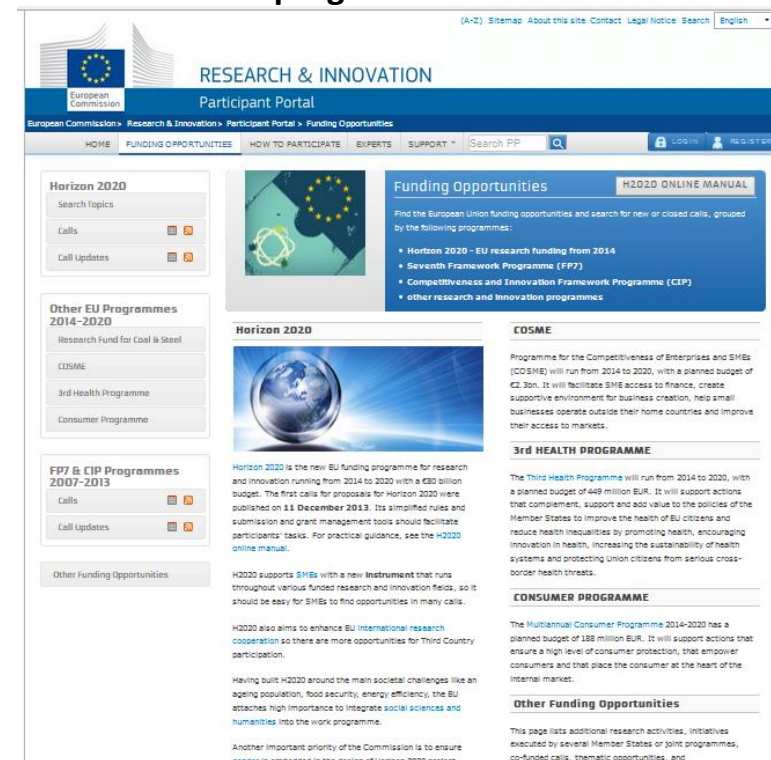 (A-Z) Sitemap About this site Contact Legal Notice Search English
European
Commission
RESEARCH & INNOVATION
Participant Portal
European Commission > Research & Innovation > Participant Portal > Funding Opportunities
HOME FUNDING OPPORTUNITIES HOW TO PARTICIPATE EXPERTS SUPPORT Search PP LOGIN REGISTER
Horizon 2020
Search Topics
Calls
Call Updates
Other EU Programmes
2014-2020
Research Fund for Coal & Steel
COSME
3rd Health Programme
Consumer Programme
FP7 & CIP Programmes
2007-2013
Calls
Call Updates
Other Funding Opportunities
Funding Opportunities
H2020 ONLINE MANUAL
Find the European Union funding opportunities and search for new or closed calls, grouped
by the following programmes:
• Horizon 2020 - EU research funding from 2014
• Seventh Framework Programme (FP7)
• Competitiveness and Innovation Framework Programme (CIP)
• other research and innovation programmes
Horizon 2020
Horizon 2020 is the new EU funding programme for research
and innovation running from 2014 to 2020 with a €80 billion
budget. The first calls for proposals for Horizon 2020 were
published on 11 December 2013. Its simplified rules and
submission and grant management tools should facilitate
participants' tasks. For practical guidance, see the H2020
online manual.
H2020 supports SMEs with a new instrument that runs
throughout various funded research and innovation fields, so it
should be easy for SMEs to find opportunities in many calls.
H2020 also aims to enhance EU international research
cooperation so there are more opportunities for Third Country
participation.
Having built H2020 around the main societal challenges like an
ageing population, food security, energy efficiency, the EU
attaches high importance to integrate social sciences and
humanities into the work programme.
Another important priority of the Commission is to ensure
COSME
Programme for the Competitiveness of Enterprises and SMEs
(COSME) will run from 2014 to 2020, with a planned budget of
€2.3bn. It will facilitate SME access to finance, create
supportive environment for business creation, help small
businesses operate outside their home countries and improve
their access to markets.
3rd HEALTH PROGRAMME
The Third Health Programme will run from 2014 to 2020, with
a planned budget of 449 million EUR. It will support actions
that complement, support and add value to the policies of the
Member States to improve the health of EU citizens and
reduce health inequalities by promoting health, encouraging
innovation in health, increasing the sustainability of health
systems and protecting Union citizens from serious cross-
border health threats.
CONSUMER PROGRAMME
The Multiannual Consumer Programme 2014-2020 has a
planned budget of 188 million EUR. It will support actions that
ensure a high level of consumer protection, that empower
consumers and that place the consumer at the heart of the
internal market.
Other Funding Opportunities
This page lists additional research activities, initiatives
executed by several Member States or joint programmes,
co-funded calls, thematic opportunities, and